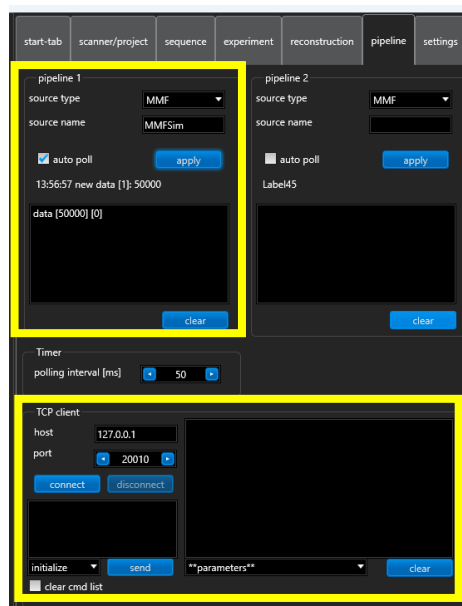 start-tab scanner/project sequence experiment reconstruction pipeline settings
pipeline 1
source type MMF
source name MMFSim
auto poll apply
13:56:57 new data [1]: 50000
data [50000] [0]
clear
pipeline 2
source type MMF
source name
auto poll apply
Label45
clear
Timer
polling interval [ms] 50
TCP client
host 127.0.0.1
port 20010
connect disconnect
initialize send **parameters** clear
clear cmd list